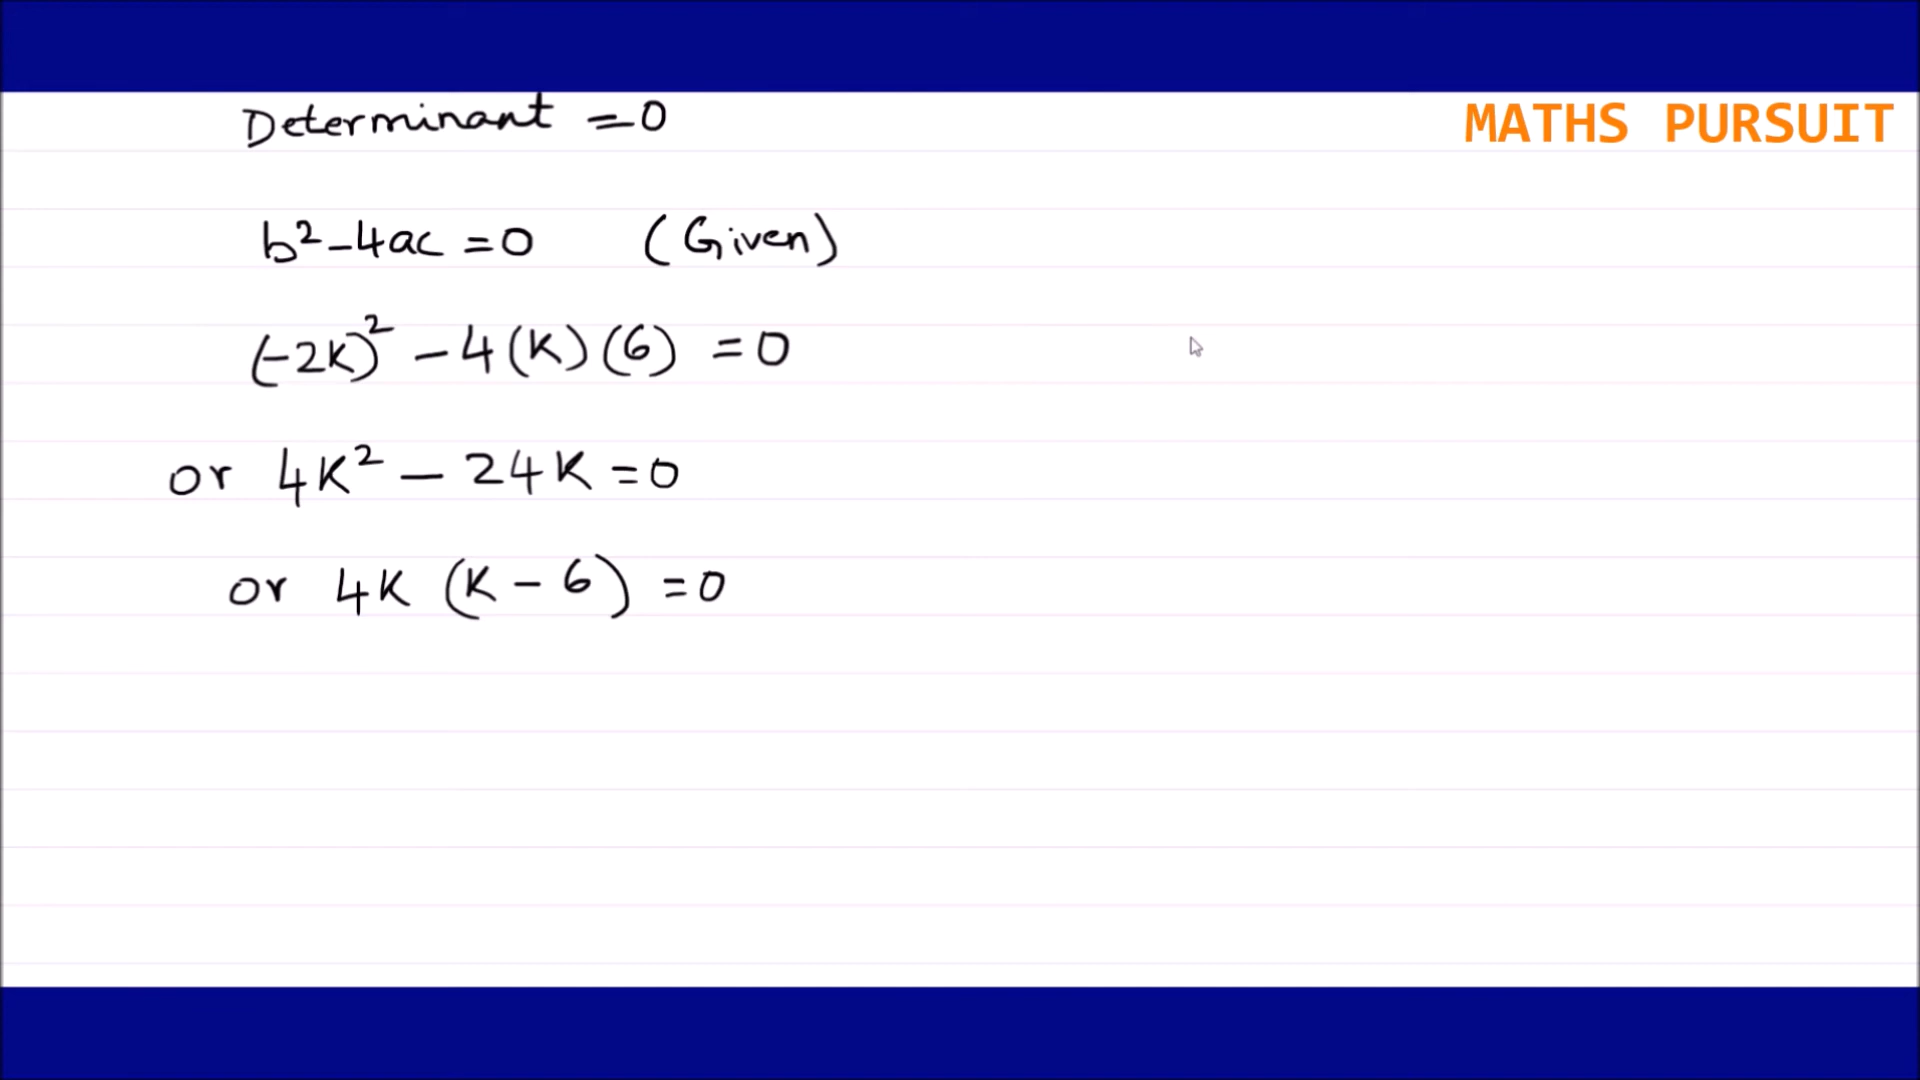 MATHS PURSUIT
Determinant = 0
b² - 4ac = 0 (Given)
(-2K)² - 4(K)(6) = 0
or 4K² - 24K = 0
or 4K (K - 6) = 0